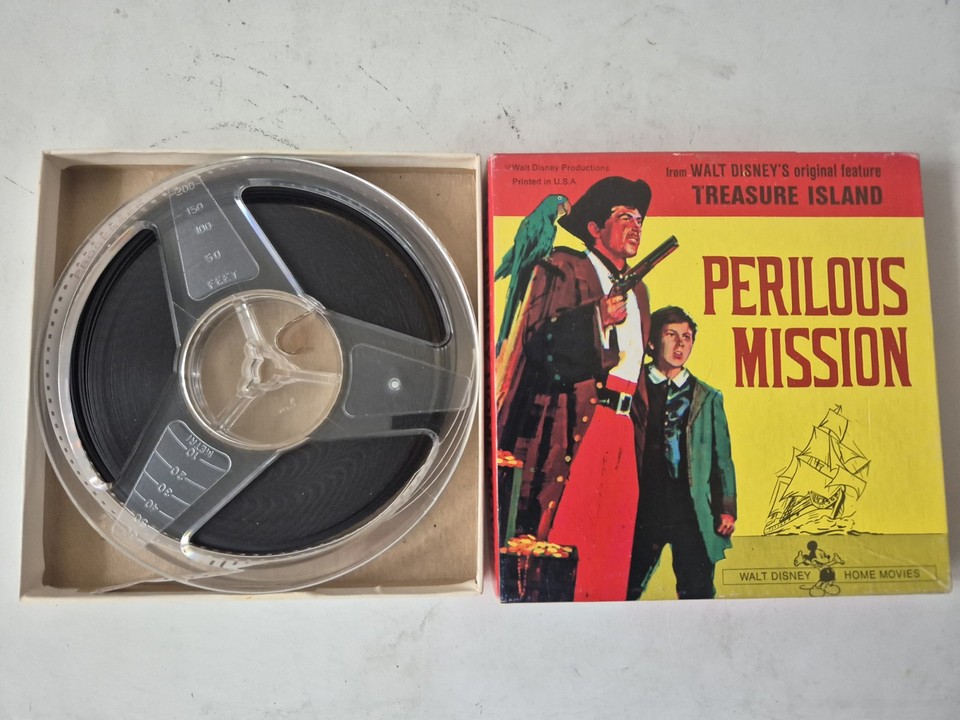 200
150
100
50
FEET
METRI
10
20
30
40
© Walt Disney Productions
Printed in U.S.A.
from WALT DISNEY'S original feature
TREASURE ISLAND
PERILOUS
MISSION
WALT DISNEY HOME MOVIES